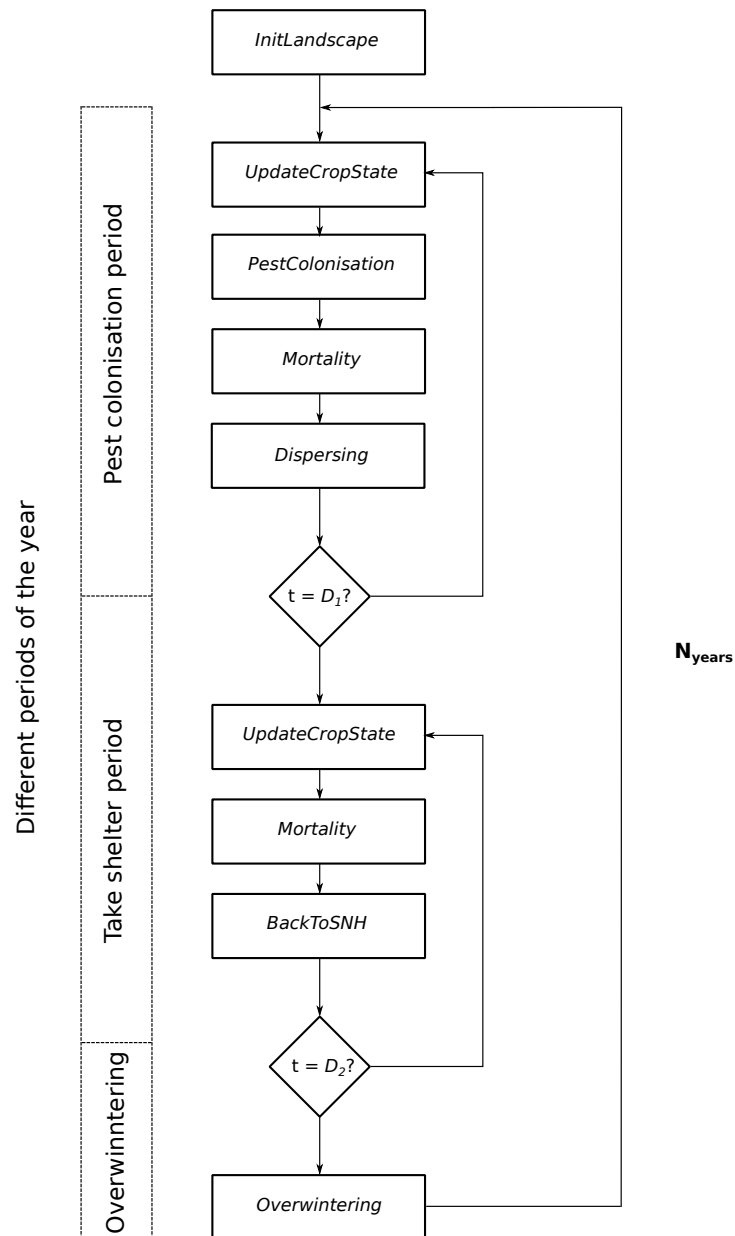 InitLandscape
UpdateCropState
PestColonisation
Mortality
Dispersing
t = D₁?
UpdateCropState
Mortality
BackToSNH
t = D₂?
Overwintering
Different periods of the year
Pest colonisation period
Take shelter period
Overwinntering
N_years